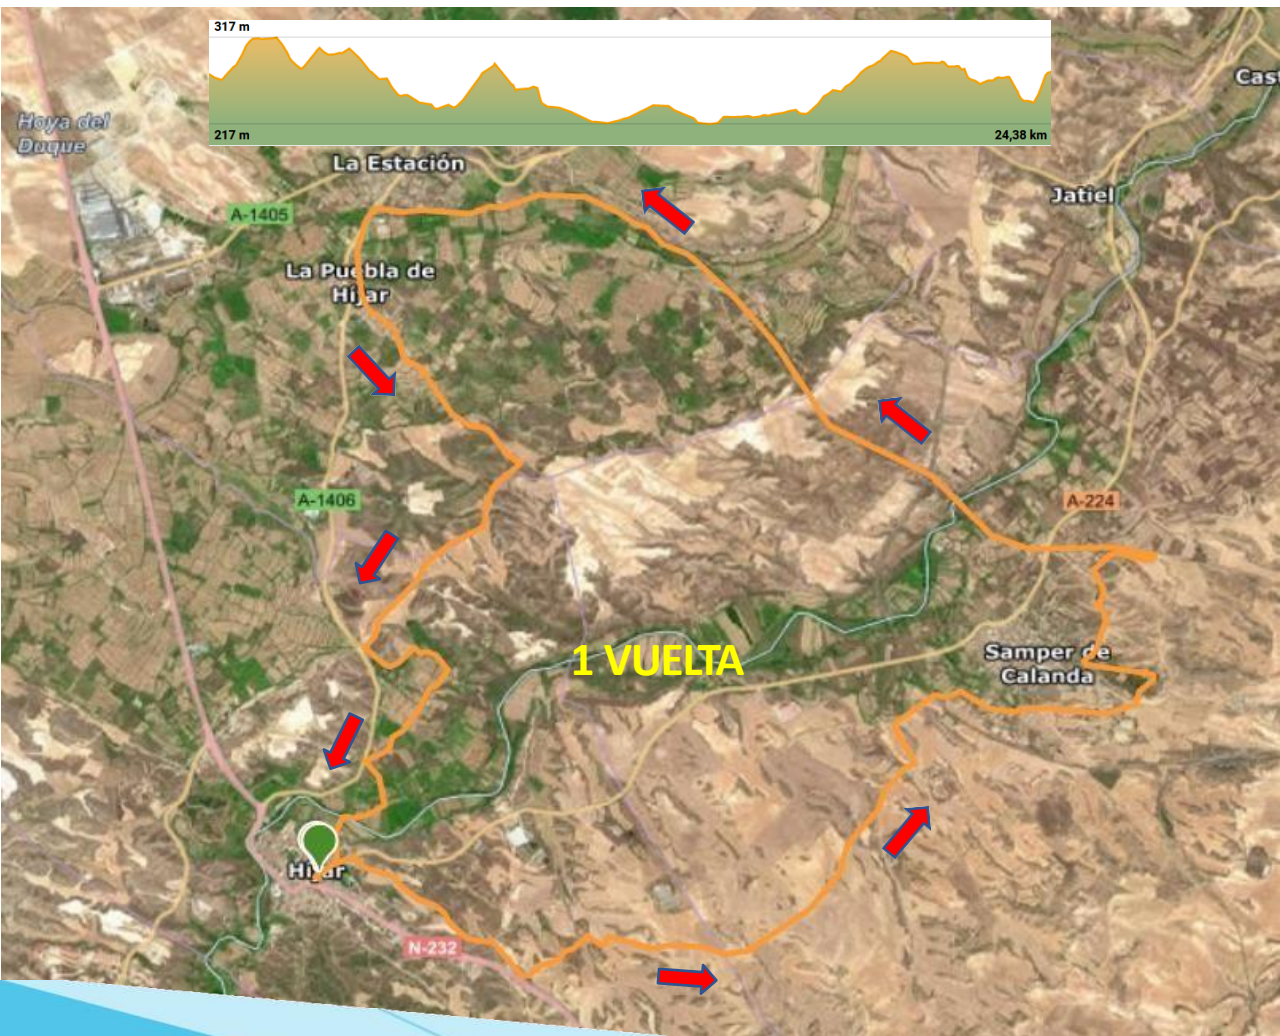 317 m
217 m
24,38 km
Hoya del
Duque
La Estación
Cast
Jatiel
A-1405
La Puebla de
Híjar
A-1406
A-224
1 VUELTA
Samper de
Calanda
Híjar
N-232